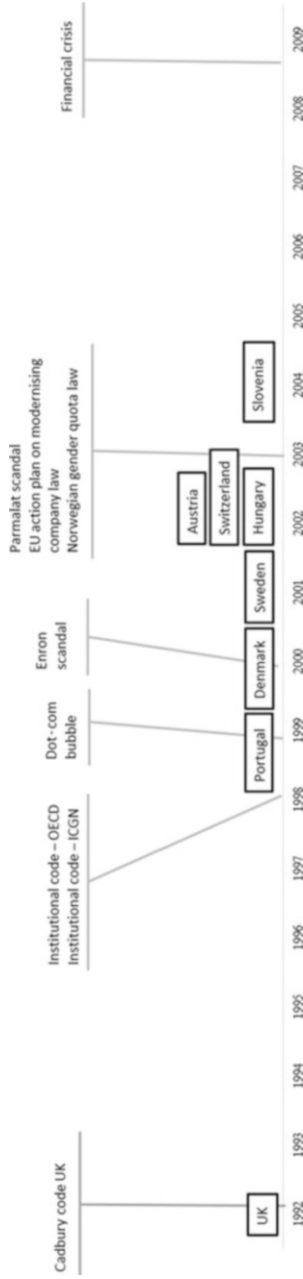 Cadbury code UK
Institutional code – OECD
Institutional code – ICGN
Dot-com
bubble
Enron
scandal
Parmalat scandal
EU action plan on modernising
company law
Norwegian gender quota law
Financial crisis
UK
Portugal
Denmark
Sweden
Austria
Switzerland
Hungary
Slovenia
1992
1993
1994
1995
1996
1997
1998
1999
2000
2001
2002
2003
2004
2005
2006
2007
2008
2009